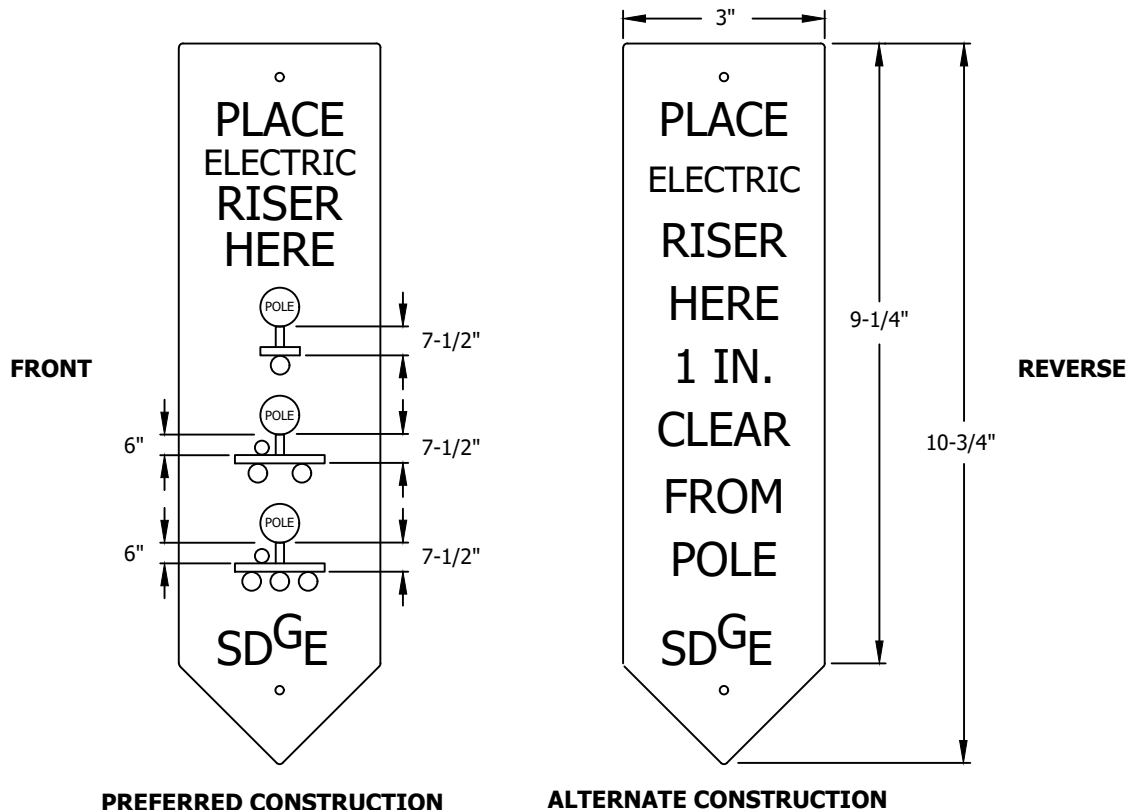 3"
PLACE
ELECTRIC
RISER
HERE
POLE
7-1/2"
FRONT
POLE
6"
7-1/2"
POLE
6"
7-1/2"
SDGE
PREFERRED CONSTRUCTION
PLACE
ELECTRIC
RISER
HERE
1 IN.
CLEAR
FROM
POLE
SDGE
9-1/4"
10-3/4"
REVERSE
ALTERNATE CONSTRUCTION